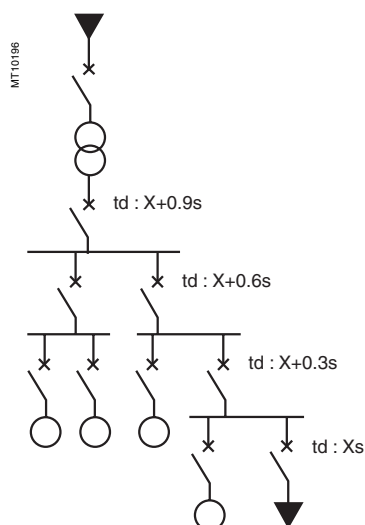 MT10196
td : X+0.9s
td : X+0.6s
td : X+0.3s
td : Xs